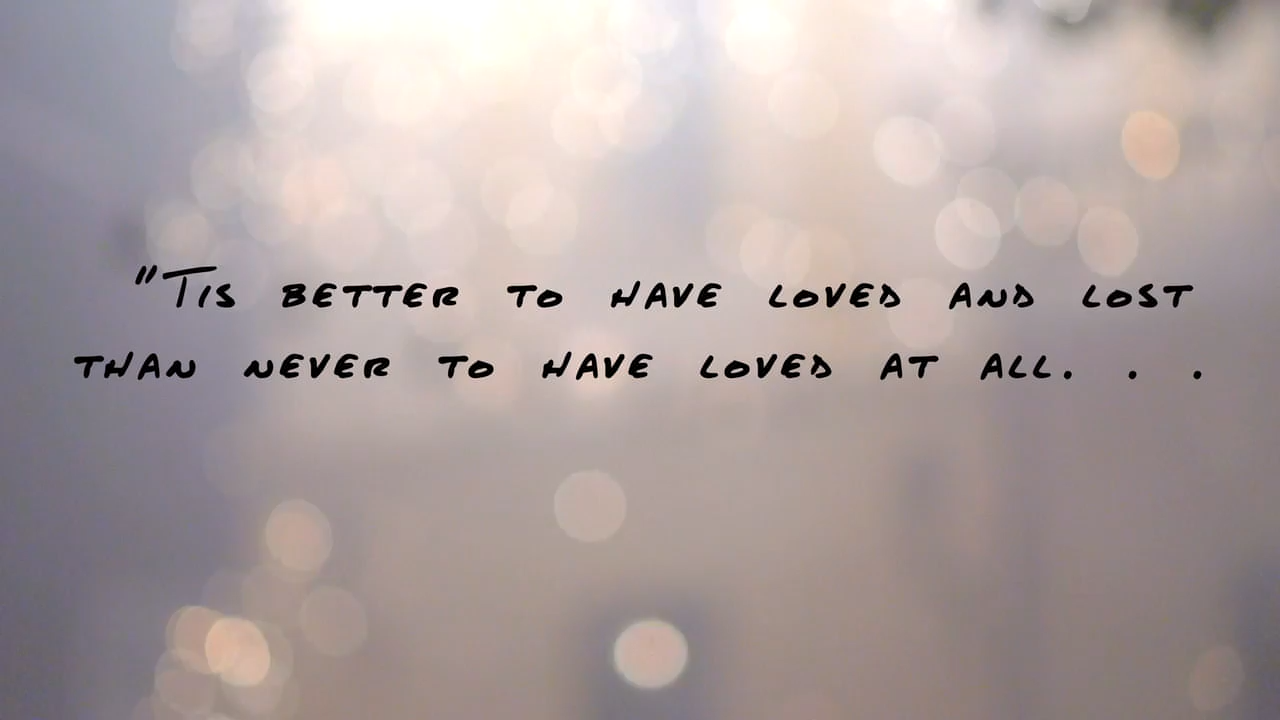 "Tis better to have loved and lost
than never to have loved at all. . .